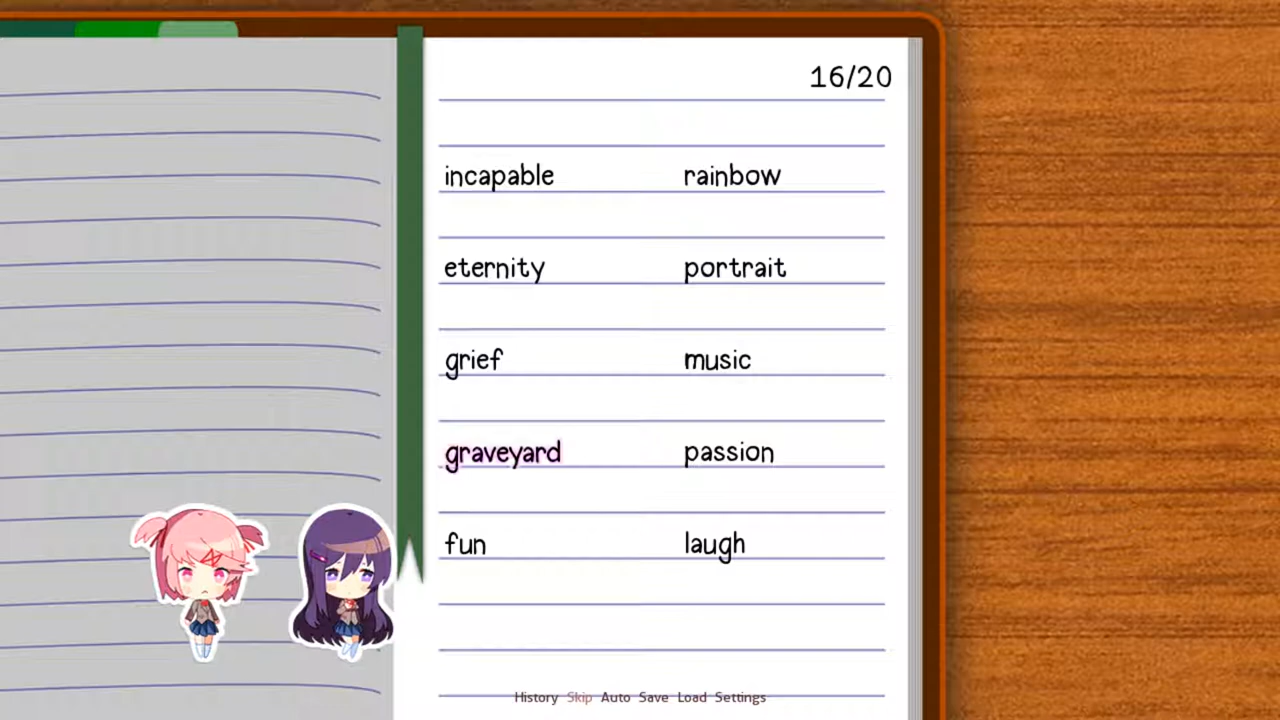 16/20
incapable rainbow
eternity portrait
grief music
graveyard passion
fun laugh
History Skip Auto Save Load Settings